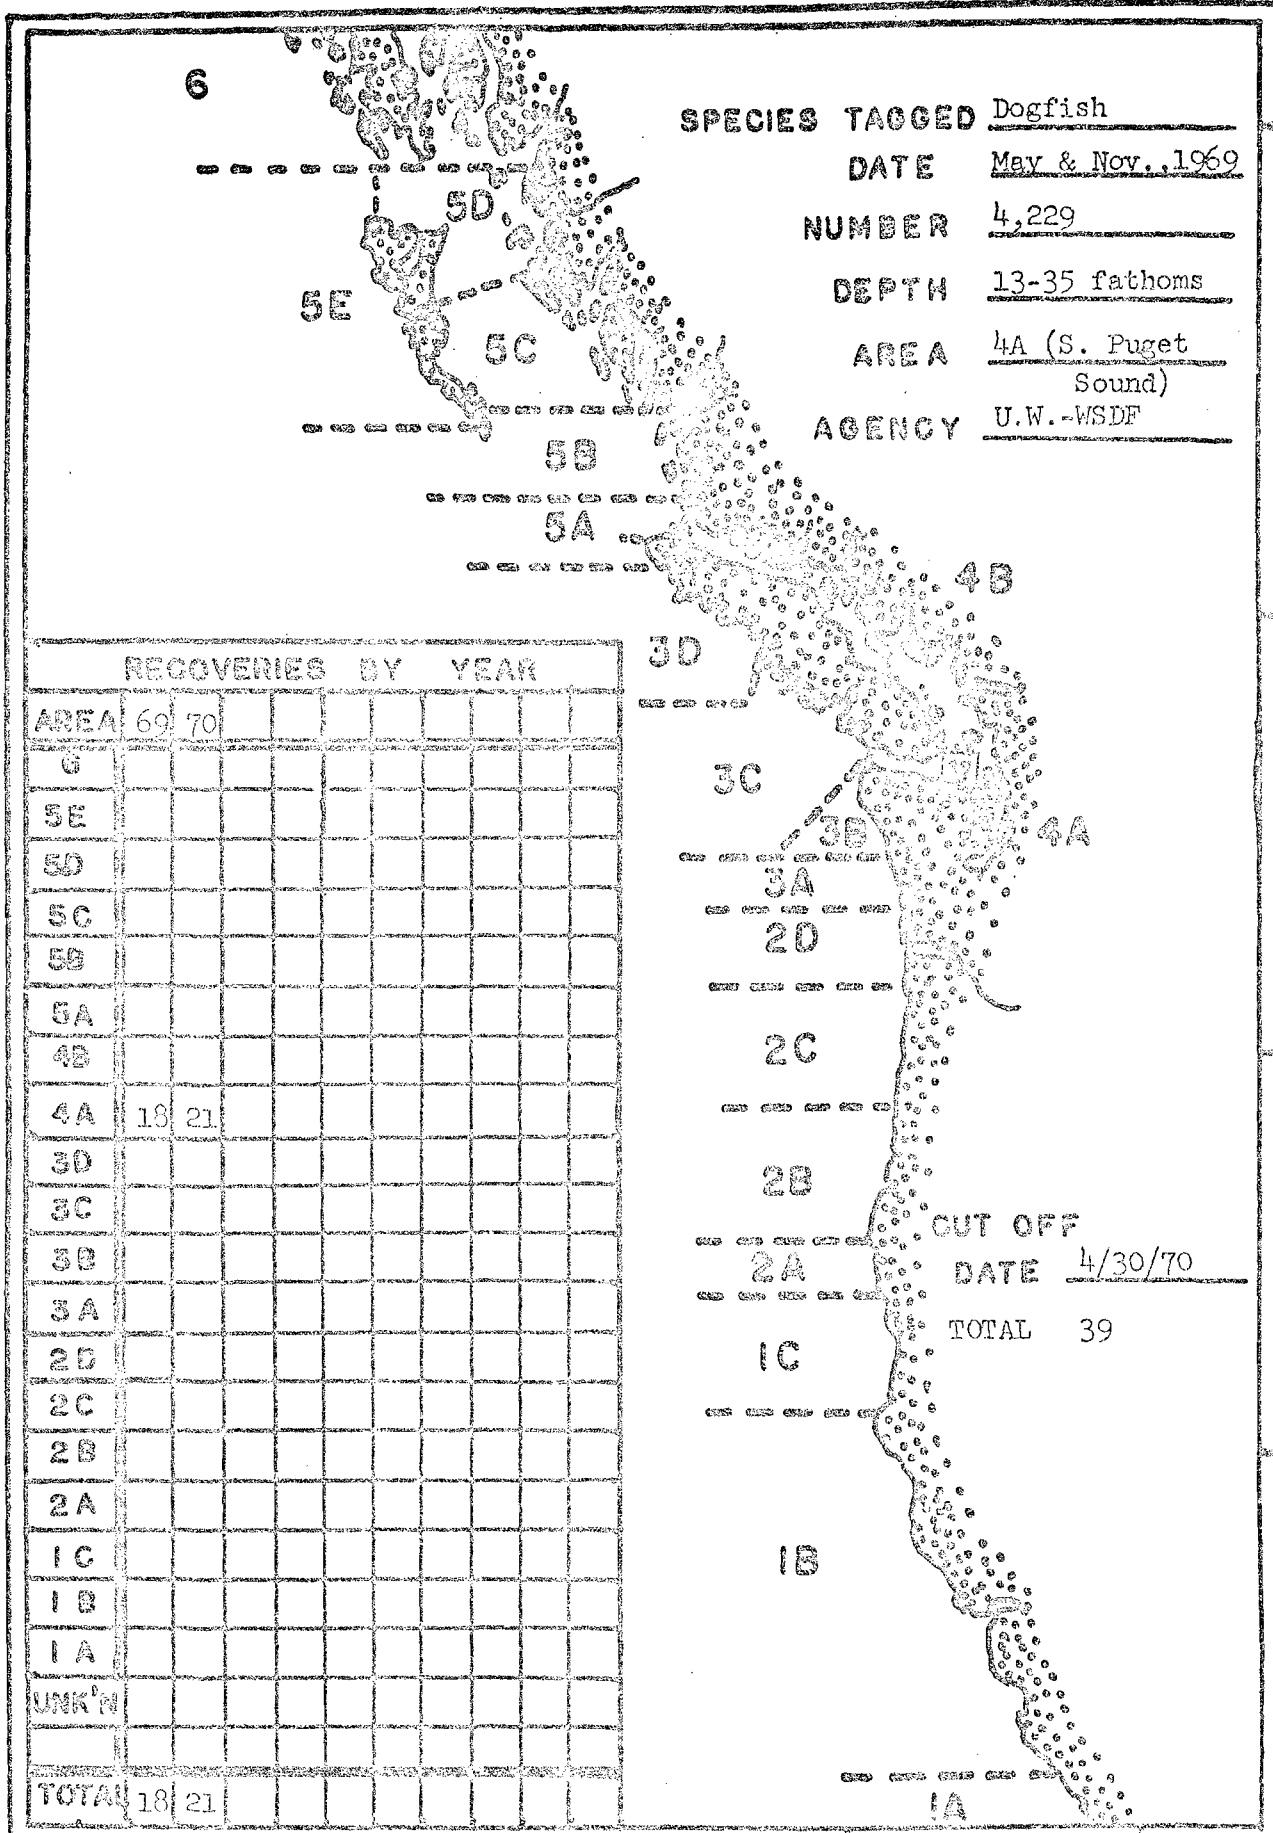 6
SPECIES TAGGED Dogfish
DATE May & Nov., 1969
NUMBER 4,229
DEPTH 13-35 fathoms
AREA 4A (S. Puget
Sound)
AGENCY U.W.-WSDF
5D
5E
5C
5B
5A
4B
3D
3C
3B
4A
3A
2D
2C
2B
2A
1C
1B
1A
CUT OFF
DATE 4/30/70
TOTAL 39
RECOVERIES BY YEAR
AREA 69 70
6
5E
5D
5C
5B
5A
4B
4A 18 21
3D
3C
3B
3A
2D
2C
2B
2A
1C
1B
1A
UNK'N
TOTAL 18 21